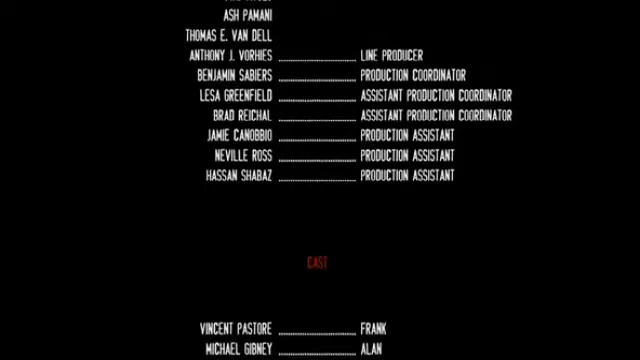 ASH PAMANI
THOMAS E. VAN DELL
ANTHONY J. VORHIES LINE PRODUCER
BENJAMIN SABIERS PRODUCTION COORDINATOR
LESA GREENFIELD ASSISTANT PRODUCTION COORDINATOR
BRAD REICHAL ASSISTANT PRODUCTION COORDINATOR
JAMIE CANOBBIO PRODUCTION ASSISTANT
NEVILLE ROSS PRODUCTION ASSISTANT
HASSAN SHABAZ PRODUCTION ASSISTANT
CAST
VINCENT PASTORE FRANK
MICHAEL GIBNEY ALAN